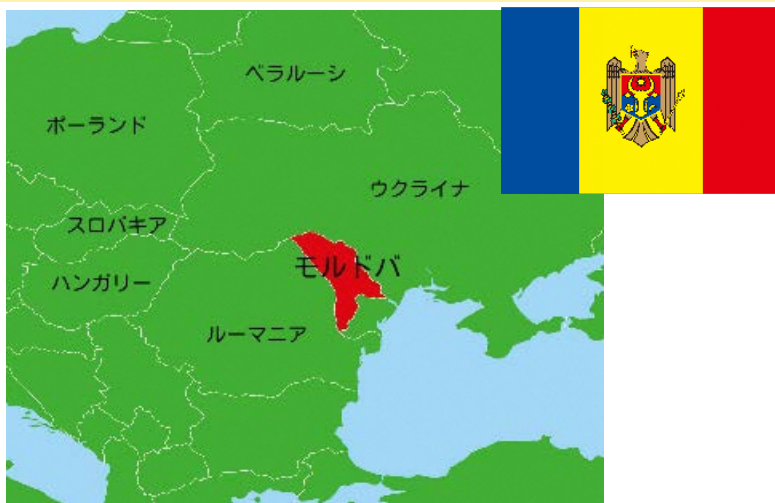 ベラルーシ
ポーランド
ウクライナ
スロバキア
モルドバ
ハンガリー
ルーマニア